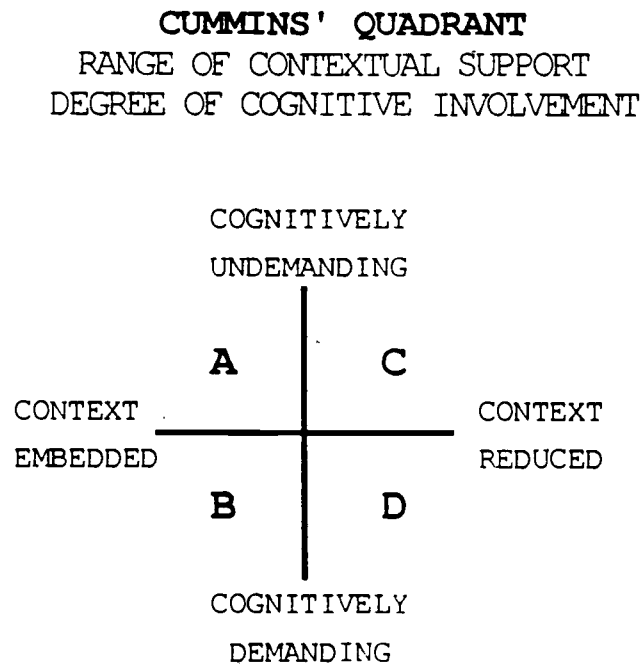 CUMMINS' QUADRANT
RANGE OF CONTEXTUAL SUPPORT
DEGREE OF COGNITIVE INVOLVEMENT
COGNITIVELY
UNDEMANDING
A C
CONTEXT CONTEXT
EMBEDDED REDUCED
B D
COGNITIVELY
DEMANDING